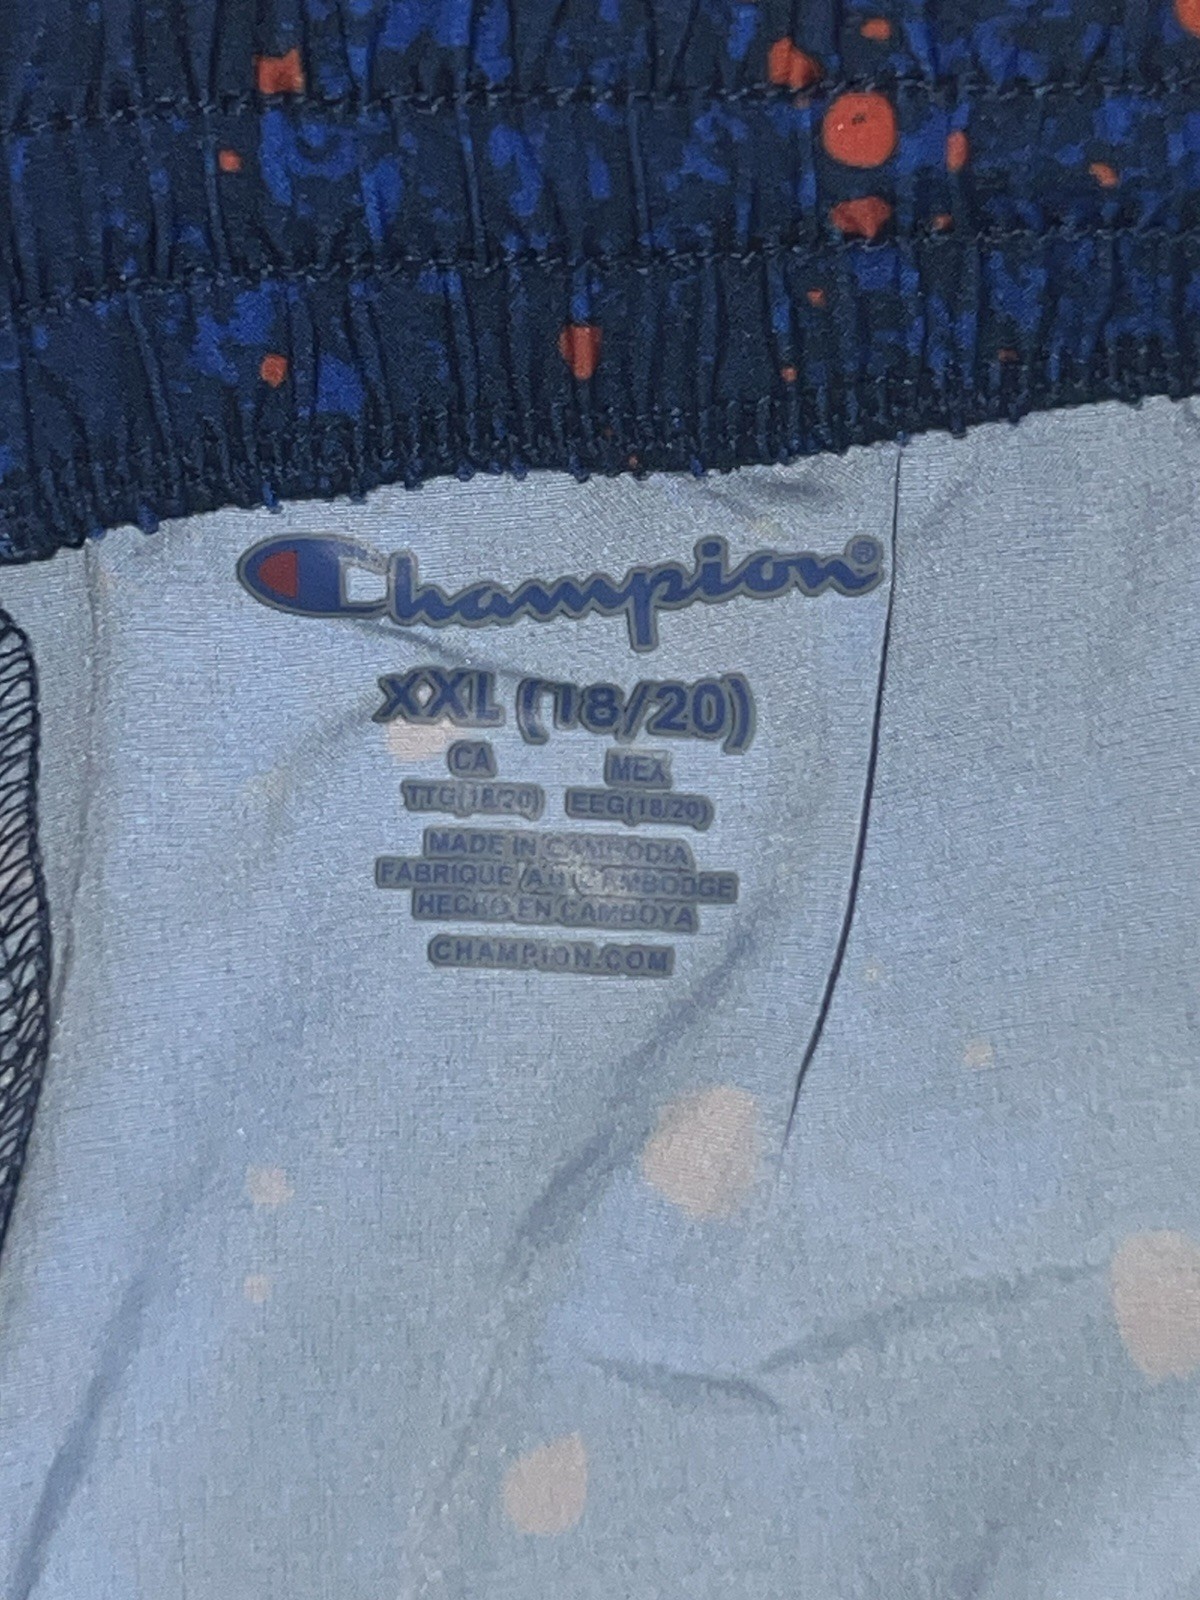 Champion®
XXL (18/20)
CA MEX
TTG(18/20) EEG(18/20)
MADE IN CAMBODIA
FABRIQUE AU CAMBODGE
HECHO EN CAMBOYA
CHAMPION.COM